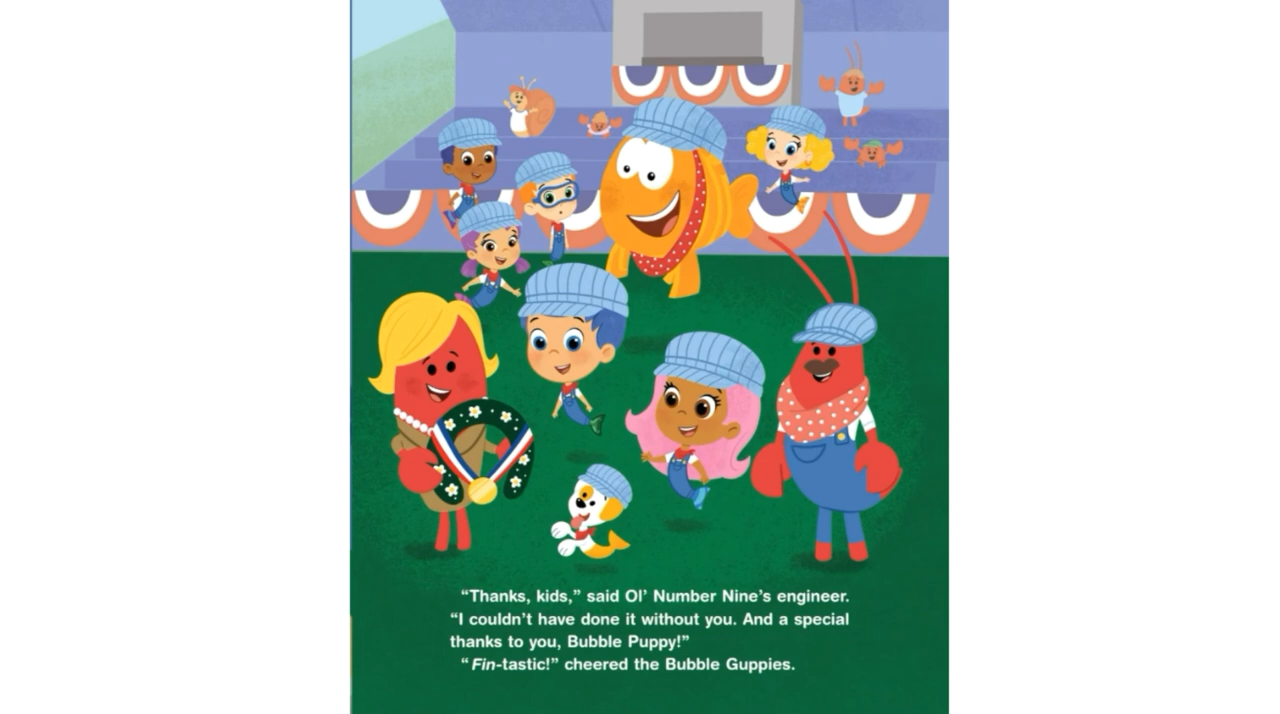 “Thanks, kids,” said Ol’ Number Nine’s engineer.
“I couldn’t have done it without you. And a special
thanks to you, Bubble Puppy!”
“Fin-tastic!” cheered the Bubble Guppies.